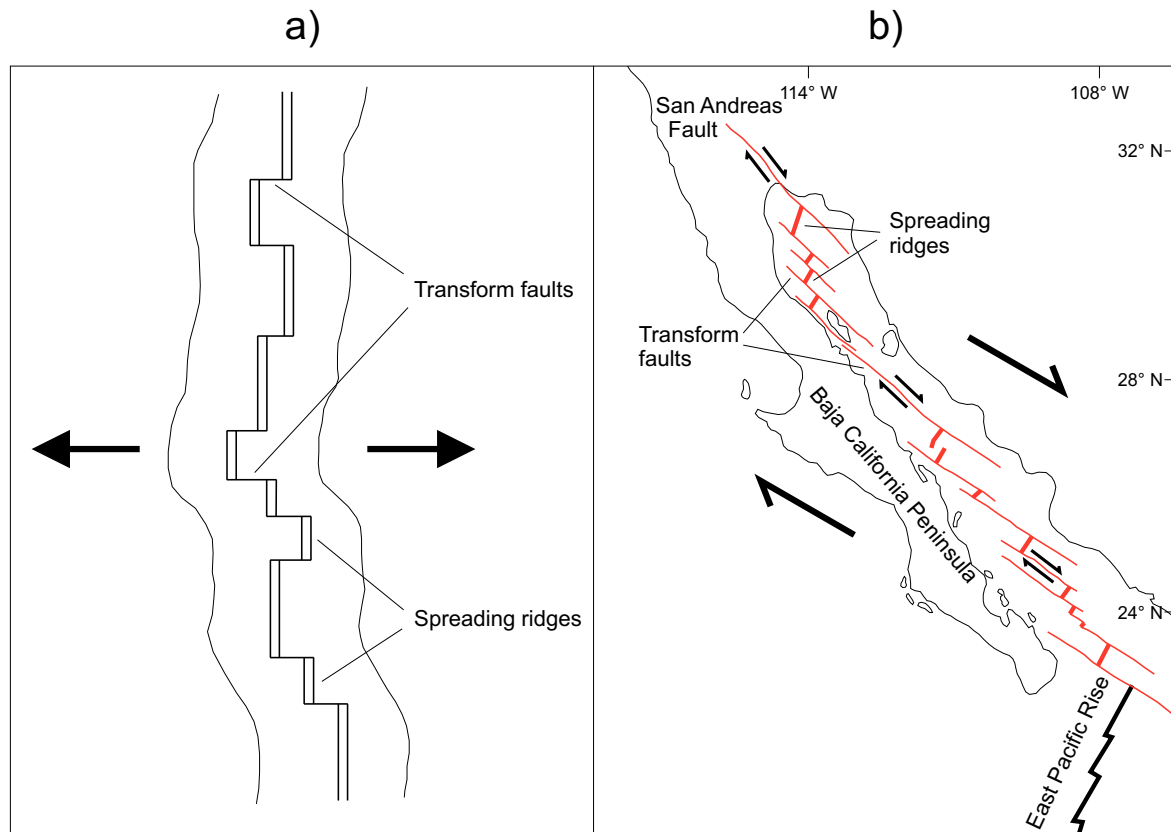 a)
Transform faults
Spreading ridges
b)
114° W
108° W
San Andreas
Fault
32° N
Spreading
ridges
Transform
faults
28° N
Baja California Peninsula
24° N
East Pacific Rise